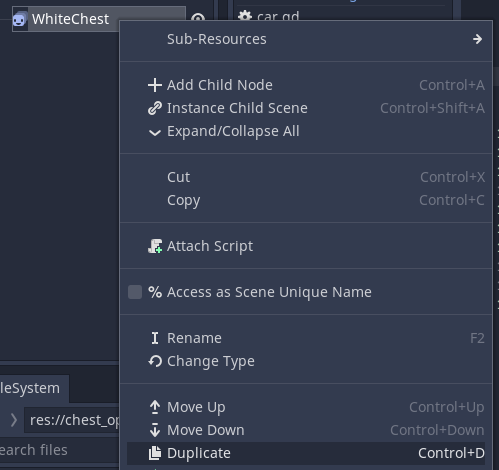 WhiteChest
car.gd
Sub-Resources
Add Child Node Control+A
Instance Child Scene Control+Shift+A
Expand/Collapse All
Cut Control+X
Copy Control+C
Attach Script
% Access as Scene Unique Name
Rename F2
Change Type
leSystem
Move Up Control+Up
res://chest_op
Move Down Control+Down
earch files
Duplicate Control+D